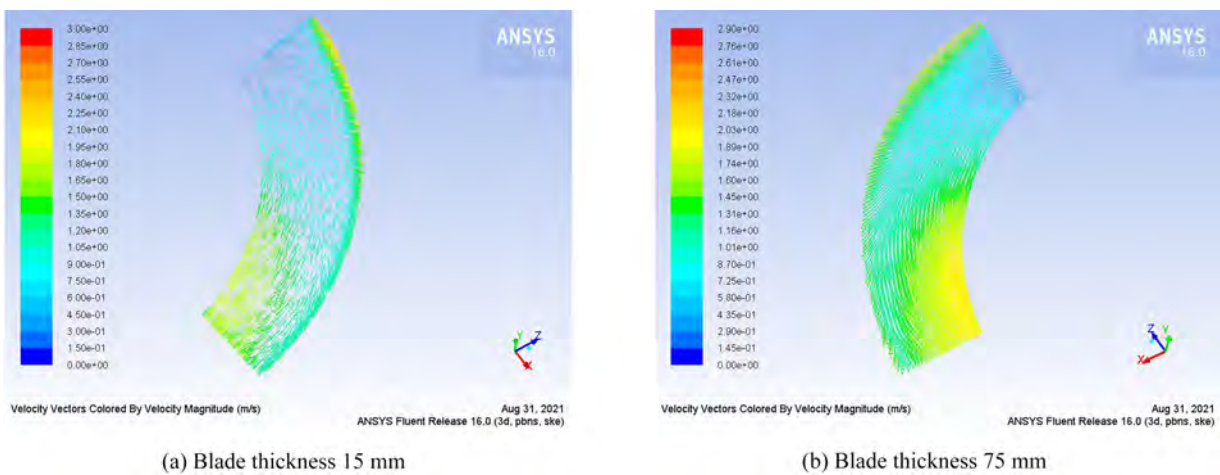 3.00e+00
2.85e+00
2.70e+00
2.55e+00
2.40e+00
2.25e+00
2.10e+00
1.95e+00
1.80e+00
1.65e+00
1.50e+00
1.35e+00
1.20e+00
1.05e+00
9.00e-01
7.50e-01
6.00e-01
4.50e-01
3.00e-01
1.50e-01
0.00e+00
ANSYS
16.0
Y
Z
X
Velocity Vectors Colored By Velocity Magnitude (m/s)
Aug 31, 2021
ANSYS Fluent Release 16.0 (3d, pbns, ske)
(a) Blade thickness 15 mm
2.90e+00
2.76e+00
2.61e+00
2.47e+00
2.32e+00
2.18e+00
2.03e+00
1.89e+00
1.74e+00
1.60e+00
1.45e+00
1.31e+00
1.16e+00
1.01e+00
8.70e-01
7.25e-01
5.80e-01
4.35e-01
2.90e-01
1.45e-01
0.00e+00
ANSYS
16.0
Z
Y
X
Velocity Vectors Colored By Velocity Magnitude (m/s)
Aug 31, 2021
ANSYS Fluent Release 16.0 (3d, pbns, ske)
(b) Blade thickness 75 mm